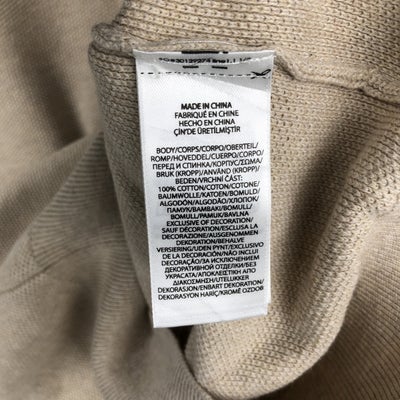 MADE IN CHINA
FABRIQUÉ EN CHINE
HECHO EN CHINA
ÇİN'DE ÜRETİLMİŞTİR
BODY/CORPS/CORPO/OBERTEIL/
ROMP/HOVEDDEL/CUERPO/CORPO/
ПЕРЕД И СПИНКА/КОРПУС/ΣΩΜΑ/
BRUK (KROPP)/ANVÄND (KROPP)/
BEDEN/VRCHNÍ ČÁST:
100% COTTON/COTON/COTONE/
BAUMWOLLE/KATOEN/BOMULD/
ALGODÓN/ALGODÃO/ХЛОПОК/
ПАМУК/ΒΑΜΒΑΚΙ/BOMULL/
BOMULL/PAMUK/BAVLNA
EXCLUSIVE OF DECORATION/
SAUF DÉCORATION/ESCLUSA LA
DECORAZIONE/AUSGENOMMEN
DEKORATION/BEHALVE
VERSIERING/UDEN PYNT/EXCLUSIVO
DE LA DECORACIÓN/NÃO INCLUI
DECORAÇÃO/ЗА ИСКЛЮЧЕНИЕМ
ДЕКОРАТИВНОЙ ОТДЕЛКИ/БЕЗ
УКРАСАТА/ΑΠΟΚΛΕΙΣΤΙΚΗ ΑΠΟ
ΔΙΑΚΟΣΜΗΣΗ/UTELUKKER
DEKORASJON/ENBART DEKORATION/
DEKORASYON HARİÇ/KROMĚ OZDOB